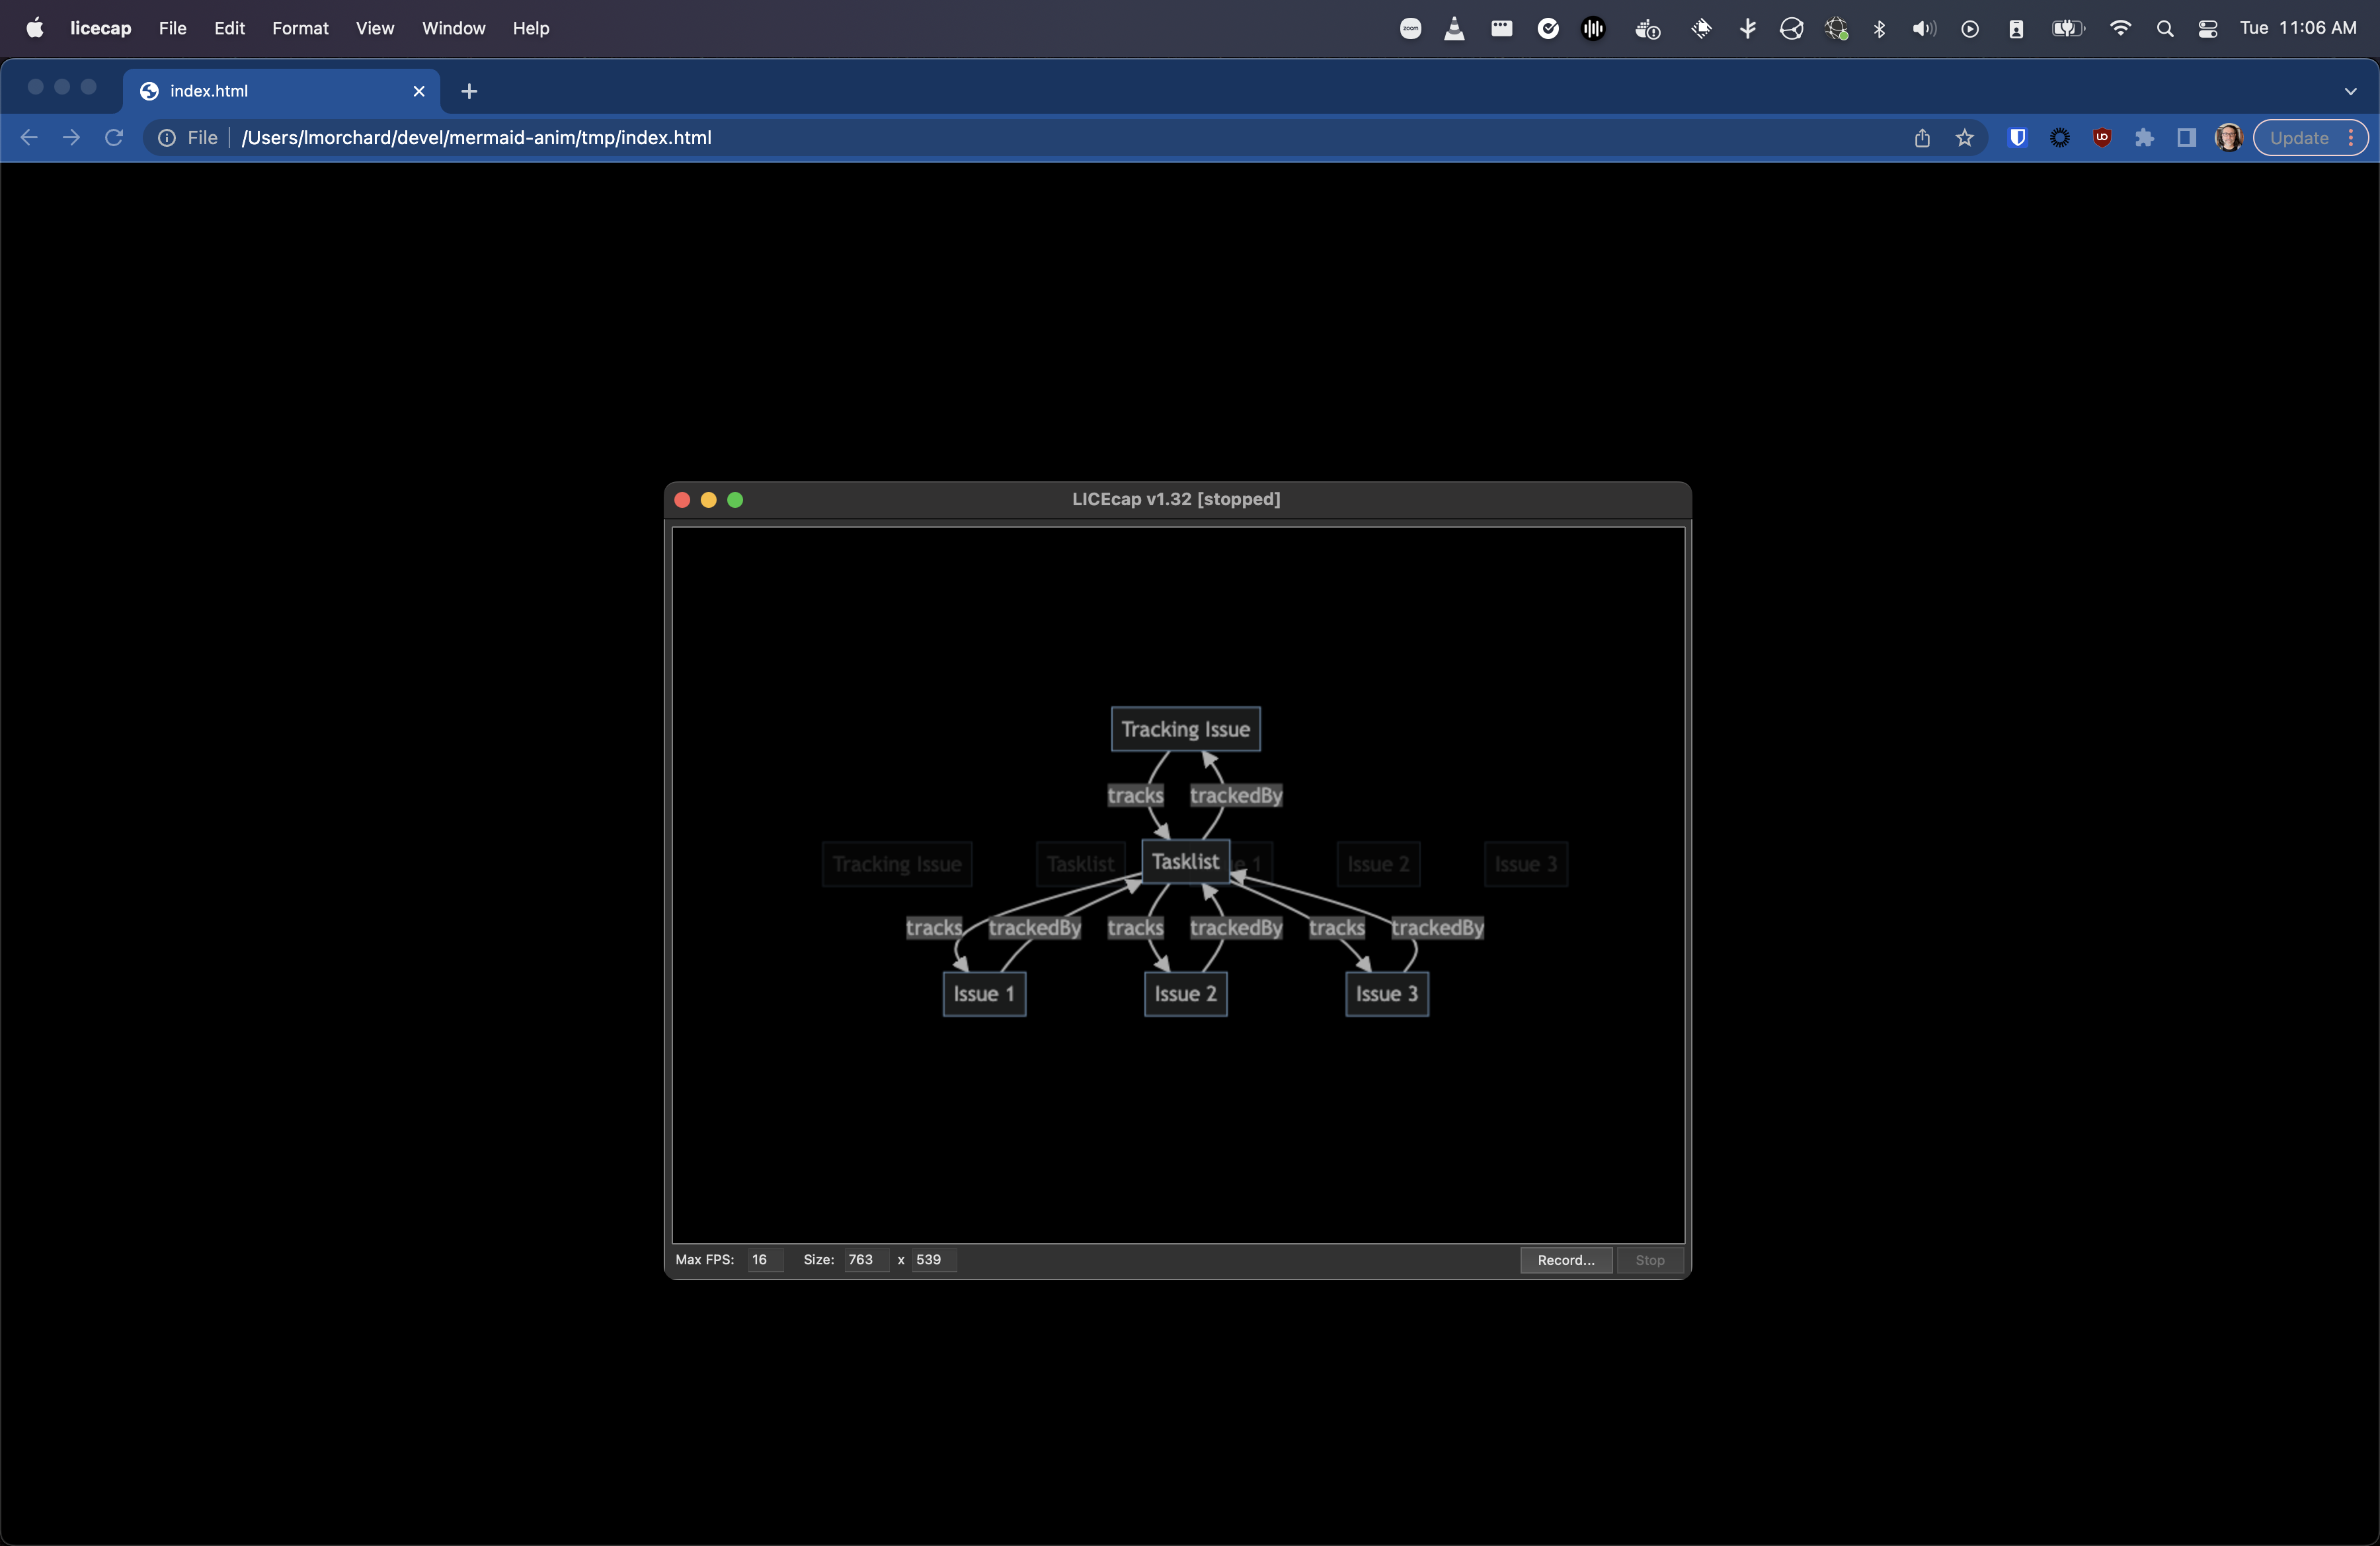 licecap File Edit Format View Window Help zoom Tue 11:06 AM
index.html
File /Users/lmorchard/devel/mermaid-anim/tmp/index.html Update
LICEcap v1.32 [stopped]
Tracking Issue
tracks trackedBy
Tracking Issue Tasklist Tasklist e 1 Issue 2 Issue 3
tracks trackedBy tracks trackedBy tracks trackedBy
Issue 1 Issue 2 Issue 3
Max FPS: 16 Size: 763 x 539 Record... Stop